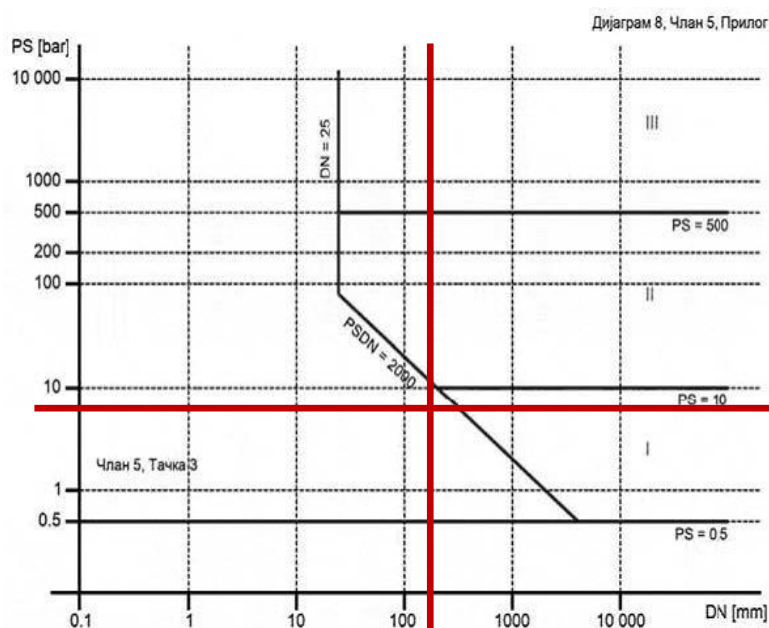 Дијаграм 8, Члан 5, Прилог
PS [bar]
10 000
DN = 25
III
1000
500
PS = 500
200
100
II
PSDN = 2000
10
PS = 10
I
Члан 5, Тачка 3
1
0.5
PS = 0 5
0.1
1
10
100
1000
10 000
DN [mm]